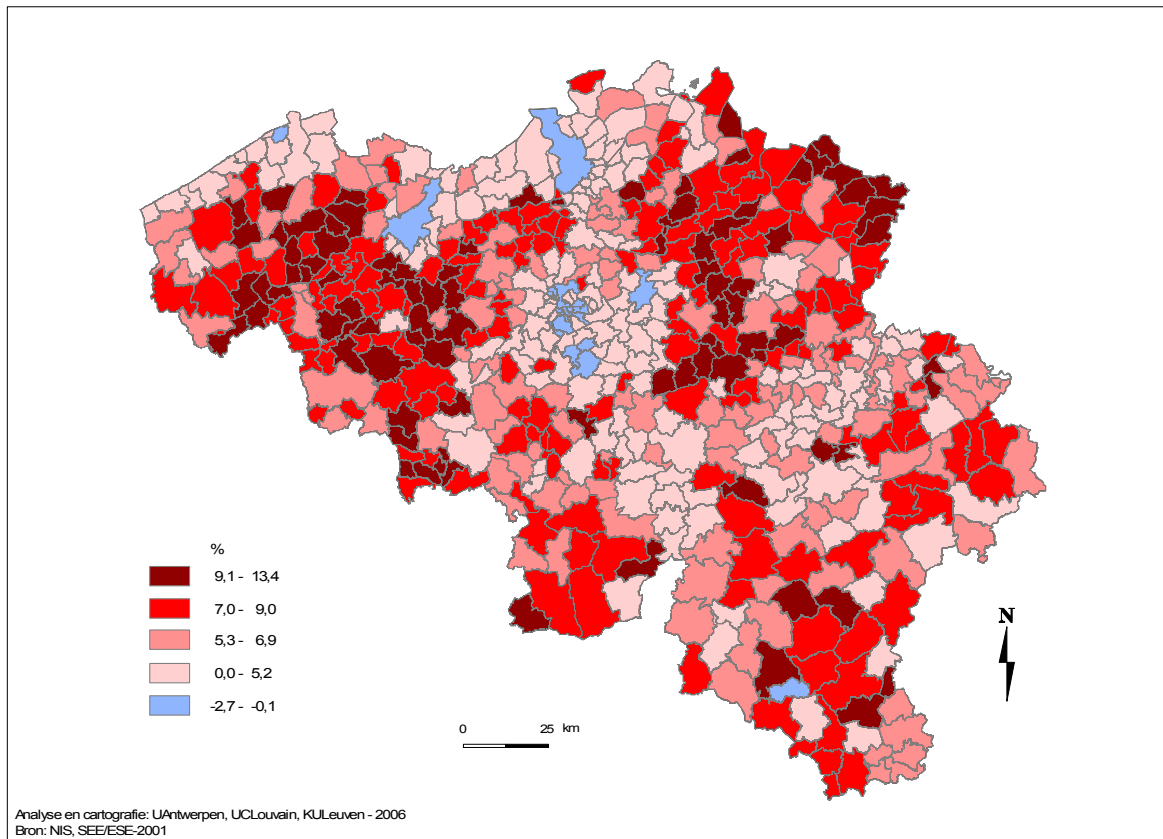 %
9,1 - 13,4
7,0 - 9,0
5,3 - 6,9
0,0 - 5,2
-2,7 - -0,1
N
0 25 km
Analyse en cartografie: UAntwerpen, UCLouvain, KULeuven - 2006
Bron: NIS, SEE/ESE-2001